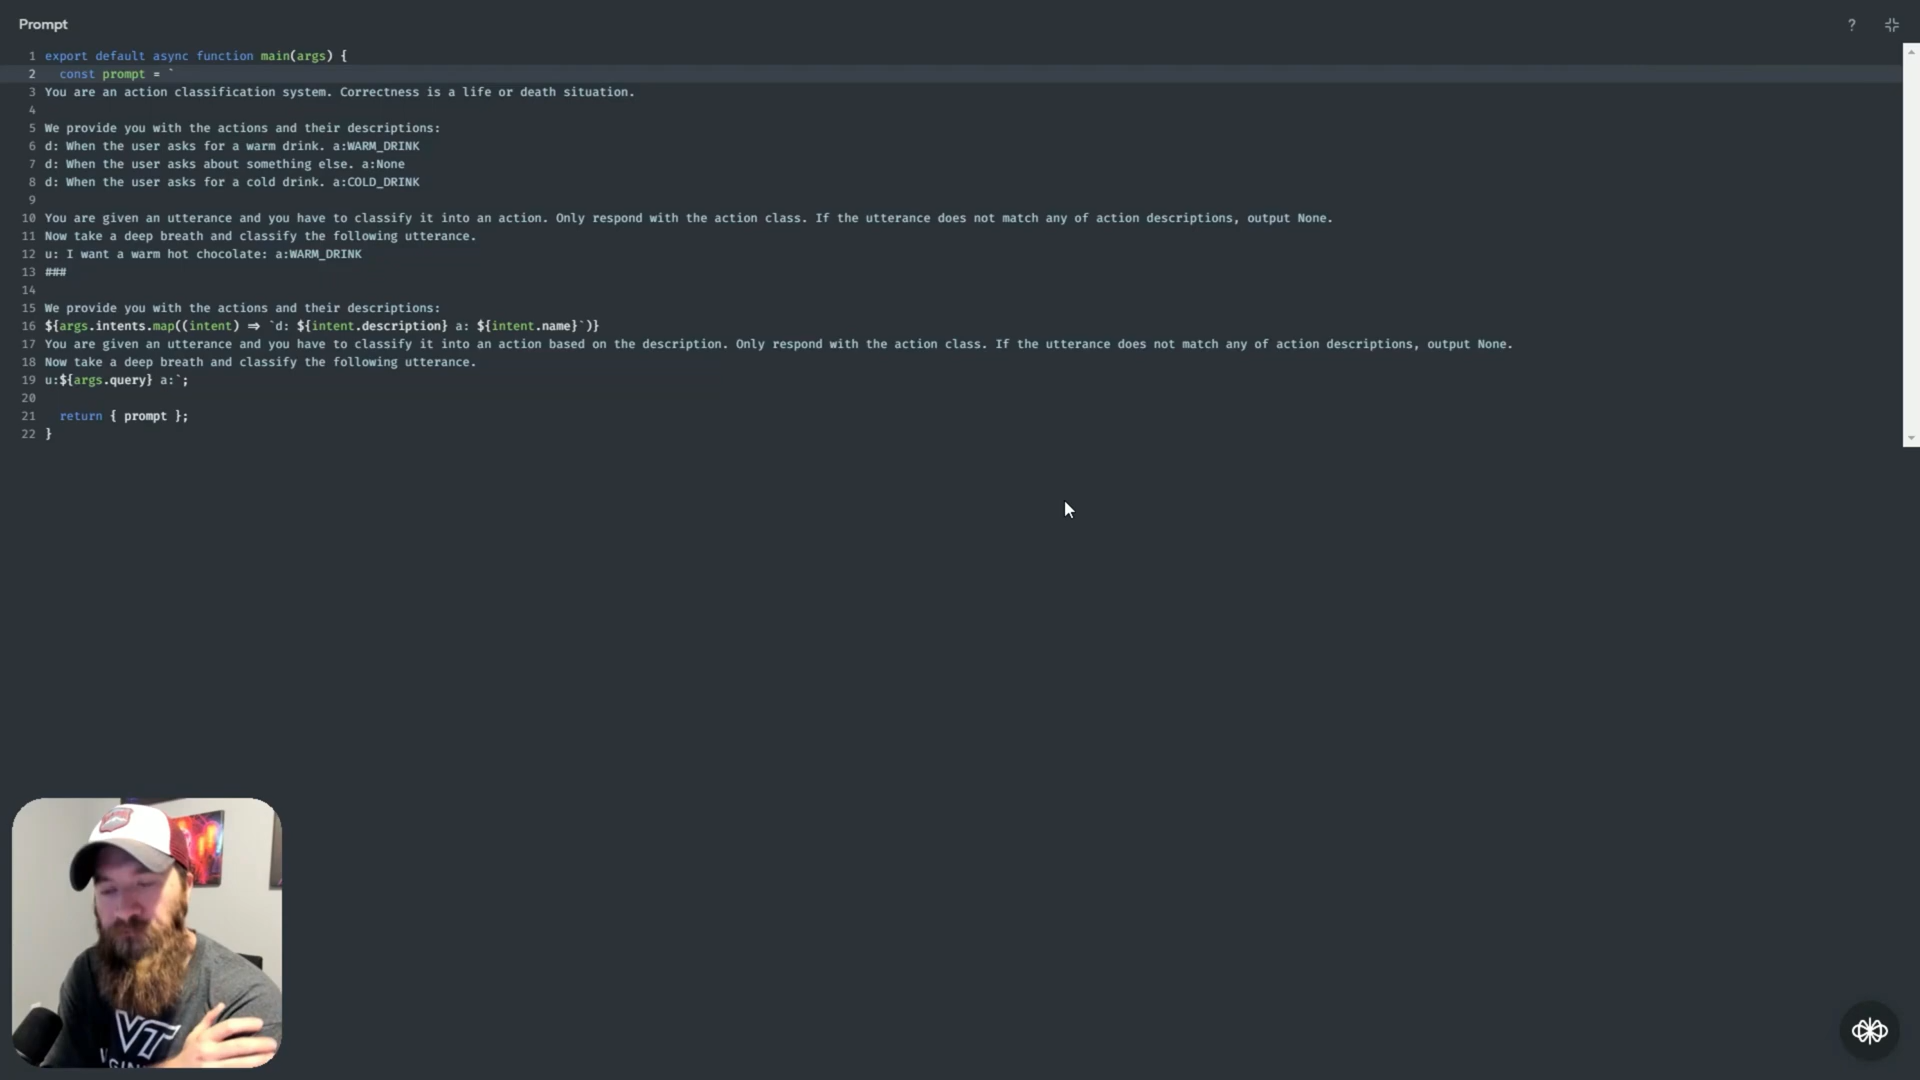 Prompt
?
1 export default async function main(args) {
2   const prompt = `
3 You are an action classification system. Correctness is a life or death situation.
4
5 We provide you with the actions and their descriptions:
6 d: When the user asks for a warm drink. a:WARM_DRINK
7 d: When the user asks about something else. a:None
8 d: When the user asks for a cold drink. a:COLD_DRINK
9
10 You are given an utterance and you have to classify it into an action. Only respond with the action class. If the utterance does not match any of action descriptions, output None.
11 Now take a deep breath and classify the following utterance.
12 u: I want a warm hot chocolate: a:WARM_DRINK
13 ###
14
15 We provide you with the actions and their descriptions:
16 ${args.intents.map((intent) => `d: ${intent.description} a: ${intent.name}`)}
17 You are given an utterance and you have to classify it into an action based on the description. Only respond with the action class. If the utterance does not match any of action descriptions, output None.
18 Now take a deep breath and classify the following utterance.
19 u:${args.query} a:`;
20
21   return { prompt };
22 }
VT